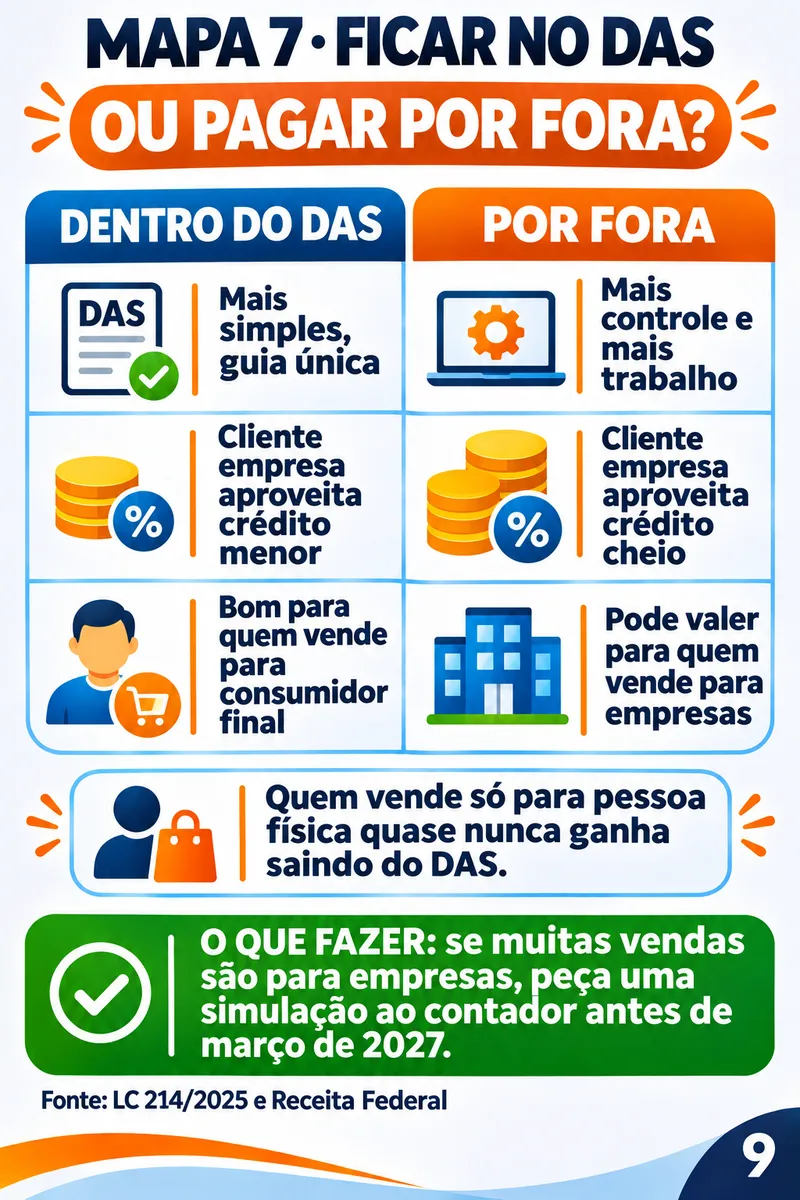 MAPA 7 • FICAR NO DAS
OU PAGAR POR FORA?
DENTRO DO DAS
POR FORA
DAS
Mais
simples,
guia única
Mais
controle e
mais
trabalho
%
Cliente
empresa
aproveita
crédito
menor
%
Cliente
empresa
aproveita
crédito
cheio
Bom para
quem vende
para
consumidor
final
Pode valer
para quem
vende para
empresas
Quem vende só para pessoa
física quase nunca ganha
saindo do DAS.
O QUE FAZER: se muitas vendas
são para empresas, peça uma
simulação ao contador antes de
março de 2027.
Fonte: LC 214/2025 e Receita Federal
9